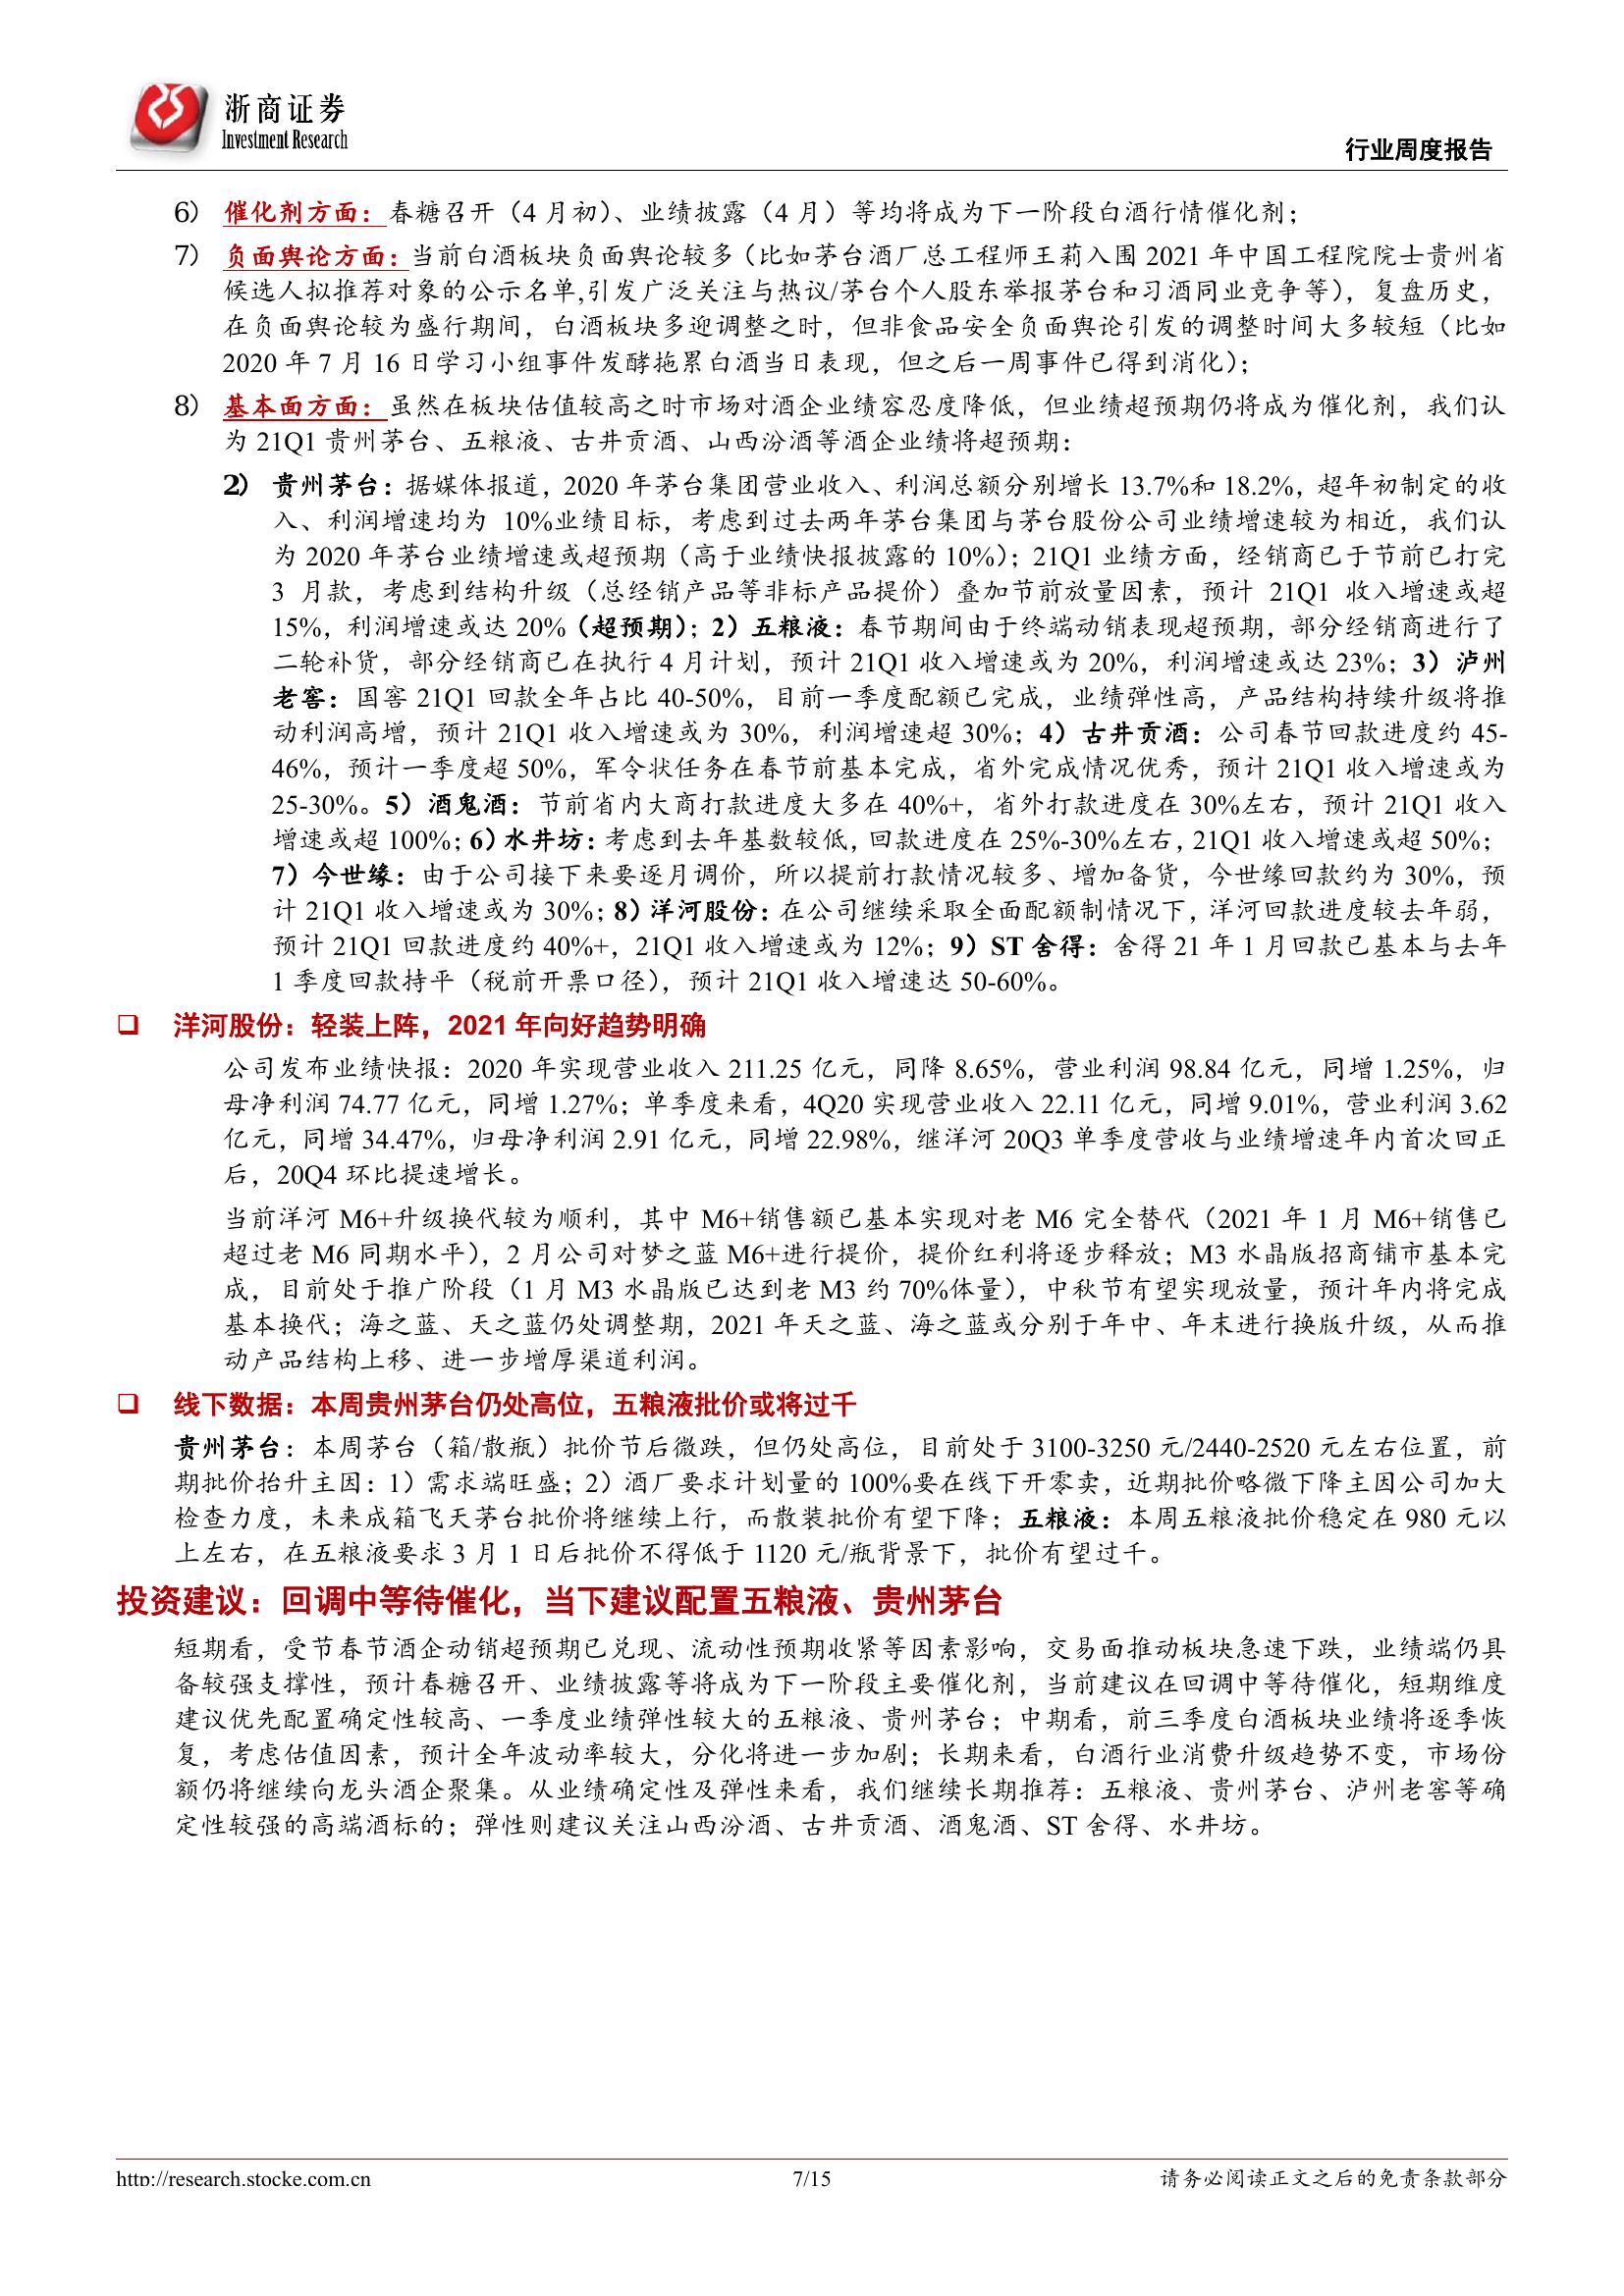 浙商证券
Investment Research
行业周度报告
6） 催化剂方面：春糖召开（4 月初）、业绩披露（4 月）等均将成为下一阶段白酒行情催化剂；
7） 负面舆论方面：当前白酒板块负面舆论较多（比如茅台酒厂总工程师王莉入围 2021 年中国工程院院士贵州省
候选人拟推荐对象的公示名单,引发广泛关注与热议/茅台个人股东举报茅台和习酒同业竞争等），复盘历史，
在负面舆论较为盛行期间，白酒板块多迎调整之时，但非食品安全负面舆论引发的调整时间大多较短（比如
2020 年 7 月 16 日学习小组事件发酵拖累白酒当日表现，但之后一周事件已得到消化）；
8） 基本面方面：虽然在板块估值较高之时市场对酒企业绩容忍度降低，但业绩超预期仍将成为催化剂，我们认
为 21Q1 贵州茅台、五粮液、古井贡酒、山西汾酒等酒企业绩将超预期：
2） 贵州茅台：据媒体报道，2020 年茅台集团营业收入、利润总额分别增长 13.7%和 18.2%，超年初制定的收
入、利润增速均为 10%业绩目标，考虑到过去两年茅台集团与茅台股份公司业绩增速较为相近，我们认
为 2020 年茅台业绩增速或超预期（高于业绩快报披露的 10%）；21Q1 业绩方面，经销商已于节前已打完
3 月款，考虑到结构升级（总经销产品等非标产品提价）叠加节前放量因素，预计 21Q1 收入增速或超
15%，利润增速或达 20%（超预期）；2）五粮液：春节期间由于终端动销表现超预期，部分经销商进行了
二轮补货，部分经销商已在执行 4 月计划，预计 21Q1 收入增速或为 20%，利润增速或达 23%；3）泸州
老窖：国窖 21Q1 回款全年占比 40-50%，目前一季度配额已完成，业绩弹性高，产品结构持续升级将推
动利润高增，预计 21Q1 收入增速或为 30%，利润增速超 30%；4）古井贡酒：公司春节回款进度约 45-
46%，预计一季度超 50%，军令状任务在春节前基本完成，省外完成情况优秀，预计 21Q1 收入增速或为
25-30%。5）酒鬼酒：节前省内大商打款进度大多在 40%+，省外打款进度在 30%左右，预计 21Q1 收入
增速或超 100%；6）水井坊：考虑到去年基数较低，回款进度在 25%-30%左右，21Q1 收入增速或超 50%；
7）今世缘：由于公司接下来要逐月调价，所以提前打款情况较多、增加备货，今世缘回款约为 30%，预
计 21Q1 收入增速或为 30%；8）洋河股份：在公司继续采取全面配额制情况下，洋河回款进度较去年弱，
预计 21Q1 回款进度约 40%+，21Q1 收入增速或为 12%；9）ST 舍得：舍得 21 年 1 月回款已基本与去年
1 季度回款持平（税前开票口径），预计 21Q1 收入增速达 50-60%。
❑ 洋河股份：轻装上阵，2021 年向好趋势明确
公司发布业绩快报：2020 年实现营业收入 211.25 亿元，同降 8.65%，营业利润 98.84 亿元，同增 1.25%，归
母净利润 74.77 亿元，同增 1.27%；单季度来看，4Q20 实现营业收入 22.11 亿元，同增 9.01%，营业利润 3.62
亿元，同增 34.47%，归母净利润 2.91 亿元，同增 22.98%，继洋河 20Q3 单季度营收与业绩增速年内首次回正
后，20Q4 环比提速增长。
当前洋河 M6+升级换代较为顺利，其中 M6+销售额已基本实现对老 M6 完全替代（2021 年 1 月 M6+销售已
超过老 M6 同期水平），2 月公司对梦之蓝 M6+进行提价，提价红利将逐步释放；M3 水晶版招商铺市基本完
成，目前处于推广阶段（1 月 M3 水晶版已达到老 M3 约 70%体量），中秋节有望实现放量，预计年内将完成
基本换代；海之蓝、天之蓝仍处调整期，2021 年天之蓝、海之蓝或分别于年中、年末进行换版升级，从而推
动产品结构上移、进一步增厚渠道利润。
❑ 线下数据：本周贵州茅台仍处高位，五粮液批价或将过千
贵州茅台：本周茅台（箱/散瓶）批价节后微跌，但仍处高位，目前处于 3100-3250 元/2440-2520 元左右位置，前
期批价抬升主因：1）需求端旺盛；2）酒厂要求计划量的 100%要在线下开零卖，近期批价略微下降主因公司加大
检查力度，未来成箱飞天茅台批价将继续上行，而散装批价有望下降；五粮液：本周五粮液批价稳定在 980 元以
上左右，在五粮液要求 3 月 1 日后批价不得低于 1120 元/瓶背景下，批价有望过千。
投资建议：回调中等待催化，当下建议配置五粮液、贵州茅台
短期看，受节春节酒企动销超预期已兑现、流动性预期收紧等因素影响，交易面推动板块急速下跌，业绩端仍具
备较强支撑性，预计春糖召开、业绩披露等将成为下一阶段主要催化剂，当前建议在回调中等待催化，短期维度
建议优先配置确定性较高、一季度业绩弹性较大的五粮液、贵州茅台；中期看，前三季度白酒板块业绩将逐季恢
复，考虑估值因素，预计全年波动率较大，分化将进一步加剧；长期来看，白酒行业消费升级趋势不变，市场份
额仍将继续向龙头酒企聚集。从业绩确定性及弹性来看，我们继续长期推荐：五粮液、贵州茅台、泸州老窖等确
定性较强的高端酒标的；弹性则建议关注山西汾酒、古井贡酒、酒鬼酒、ST 舍得、水井坊。
http://research.stocke.com.cn
7/15
请务必阅读正文之后的免责条款部分